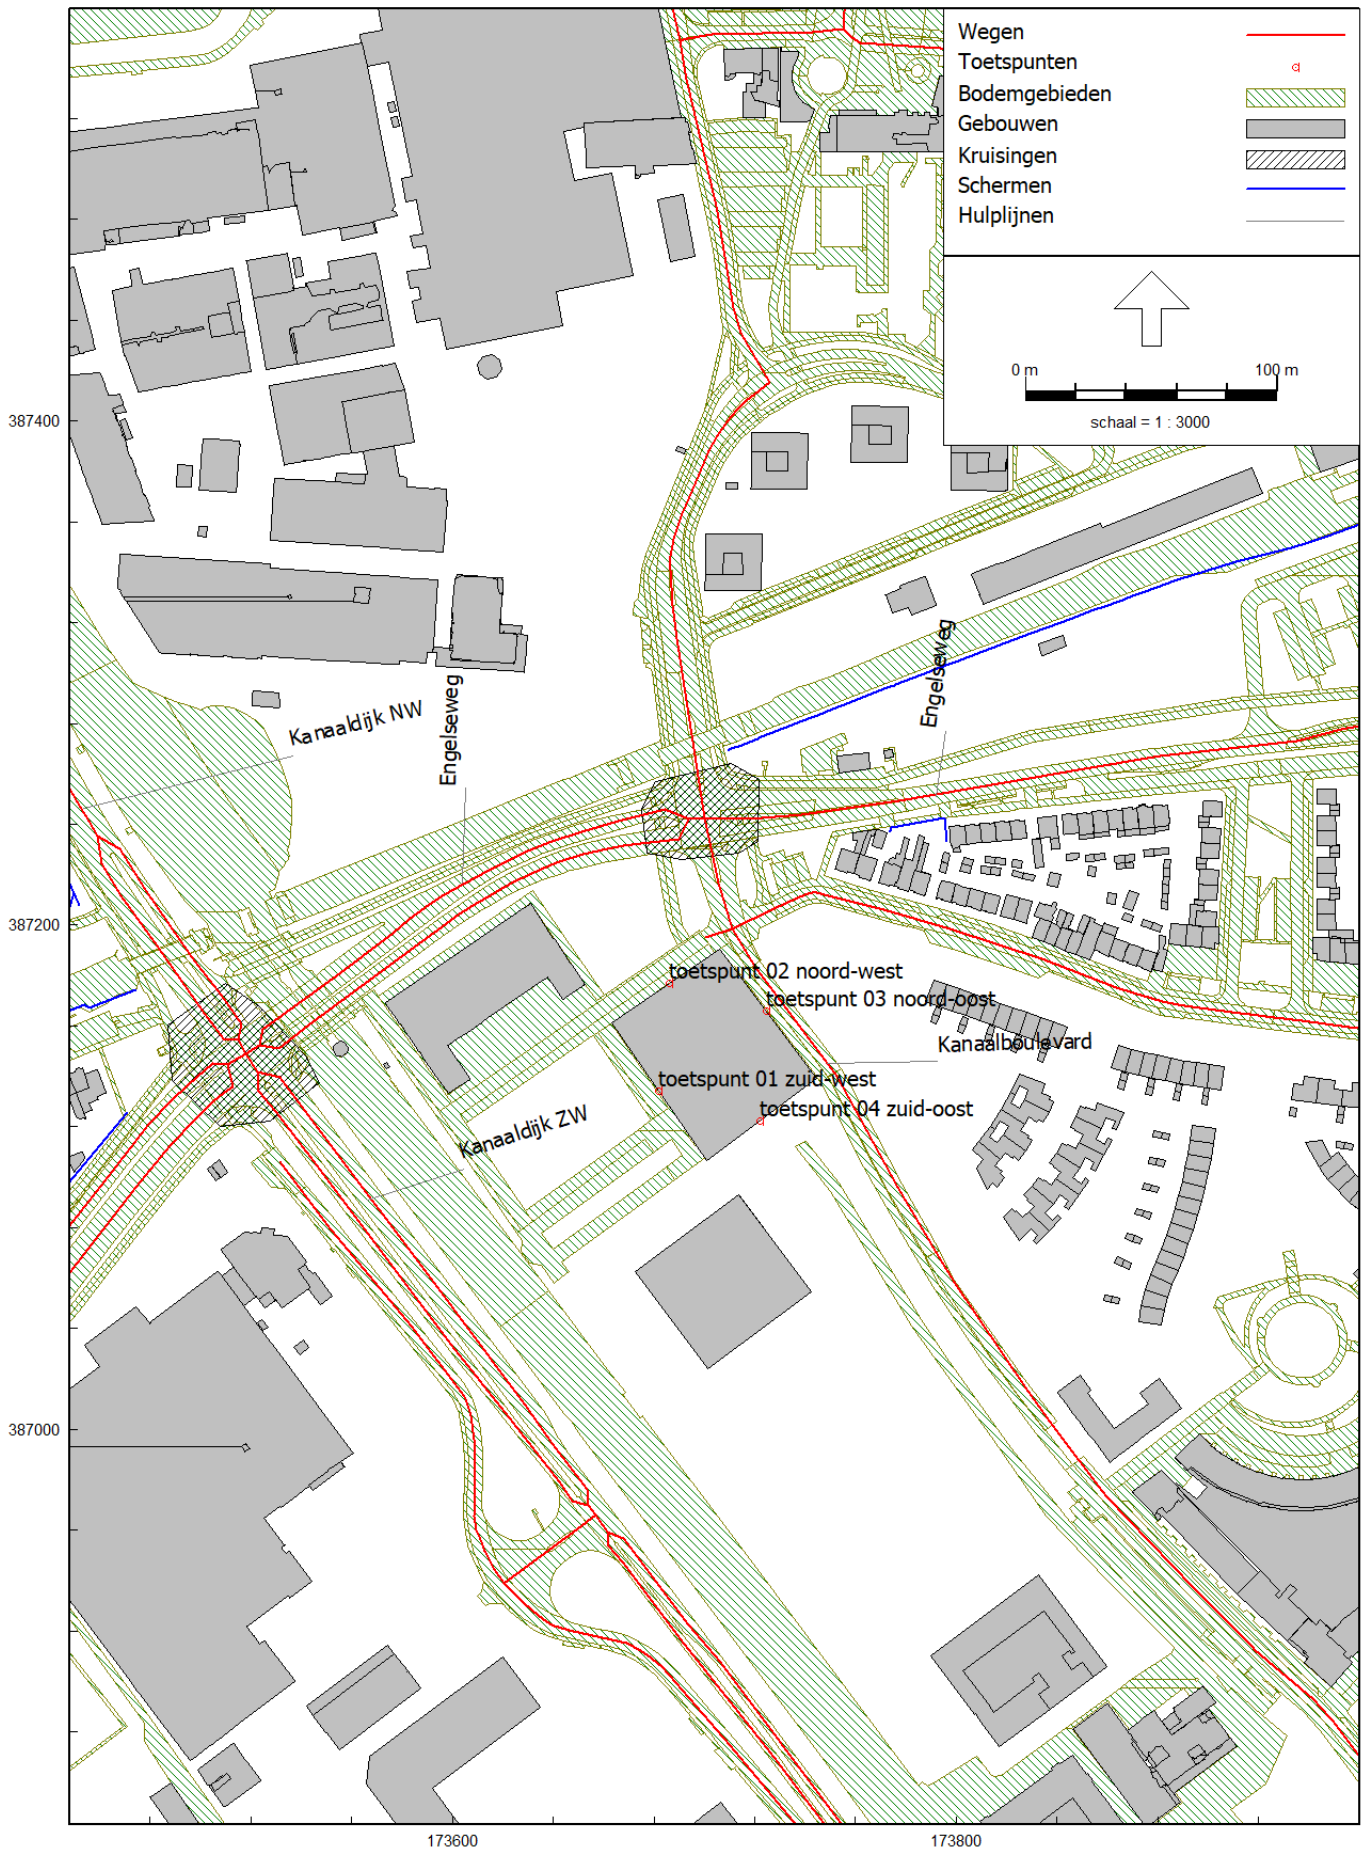 Wegen
Toetspunten
Bodemgebieden
Gebouwen
Kruisingen
Schermen
Hulplijnen
0 m
100 m
schaal = 1 : 3000
387400
Engelseweg
Kanaaldijk NW
Engelseweg
387200
toetspunt 02 noord-west
toetspunt 03 noord-oost
Kanaalboulevard
toetspunt 01 zuid-west
toetspunt 04 zuid-oost
Kanaaldijk ZW
387000
173600
173800